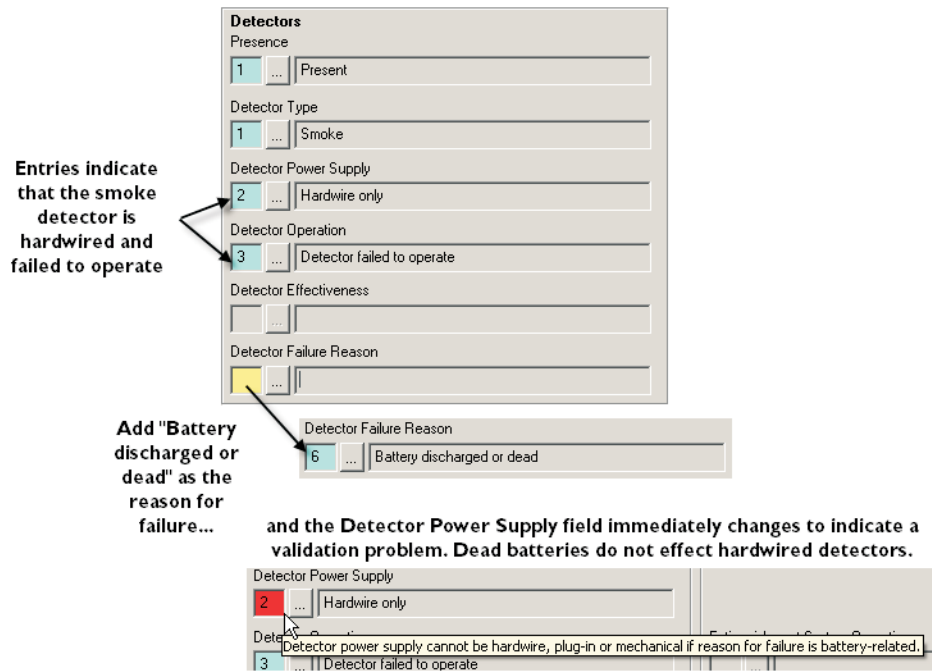 Detectors
Presence
1 ... Present
Detector Type
1 ... Smoke
Detector Power Supply
2 ... Hardwire only
Detector Operation
3 ... Detector failed to operate
Detector Effectiveness
...
Detector Failure Reason
...
Entries indicate
that the smoke
detector is
hardwired and
failed to operate
Add "Battery
discharged or
dead" as the
reason for
failure...
Detector Failure Reason
6 ... Battery discharged or dead
and the Detector Power Supply field immediately changes to indicate a
validation problem. Dead batteries do not effect hardwired detectors.
Detector Power Supply
2 ... Hardwire only
Detector power supply cannot be hardwire, plug-in or mechanical if reason for failure is battery-related.
3 ... Detector failed to operate